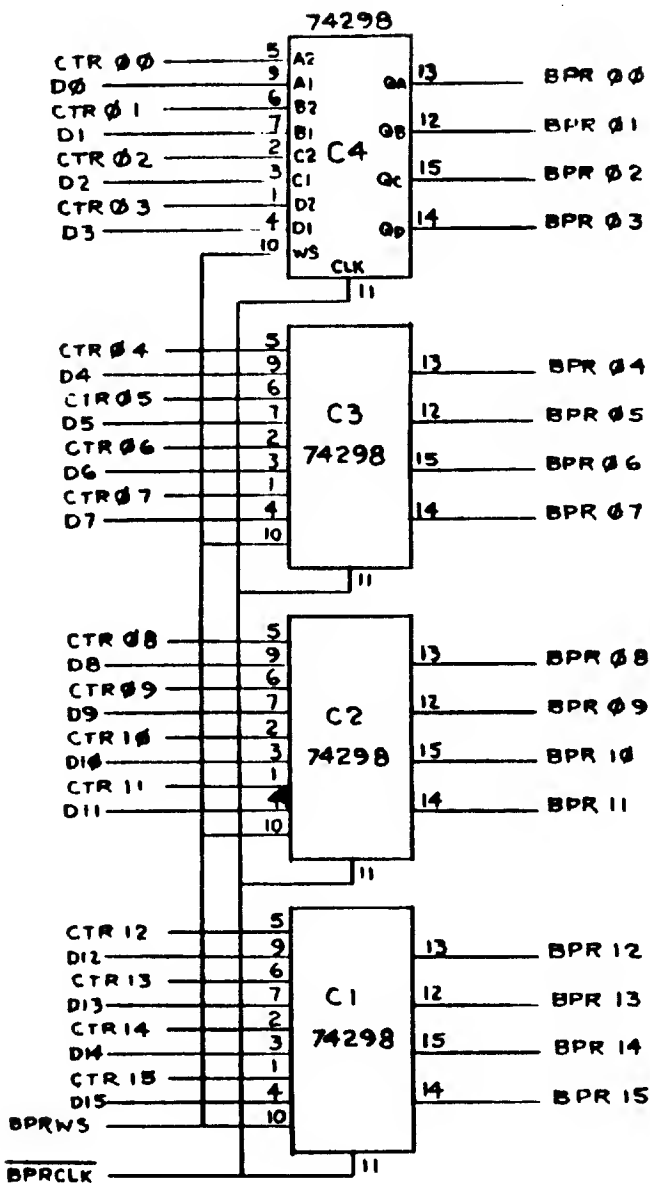 74298
CTR ØØ 5 A2
DØ 9 A1 QA 13 BPR ØØ
CTR Ø1 6 B2
D1 7 B1 QB 12 BPR Ø1
CTR Ø2 2 C2 C4
D2 3 C1 QC 15 BPR Ø2
CTR Ø3 1 D2
D3 4 D1 QD 14 BPR Ø3
10 WS
CLK
11
CTR Ø4 5
D4 9 13 BPR Ø4
CTR Ø5 6
D5 7 C3 12 BPR Ø5
CTR Ø6 2 74298
D6 3 15 BPR Ø6
CTR Ø7 1
D7 4 14 BPR Ø7
10
11
CTR Ø8 5
D8 9 13 BPR Ø8
CTR Ø9 6
D9 7 C2 12 BPR Ø9
CTR 1Ø 2
D1Ø 3 74298 15 BPR 1Ø
CTR 11 1
D11 4 14 BPR 11
10
11
CTR 12 5
D12 9 13 BPR 12
CTR 13 6
D13 7 C1 12 BPR 13
CTR 14 2
D14 3 74298 15 BPR 14
CTR 15 1
D15 4 14 BPR 15
BPRWS 10
BPRCLK 11